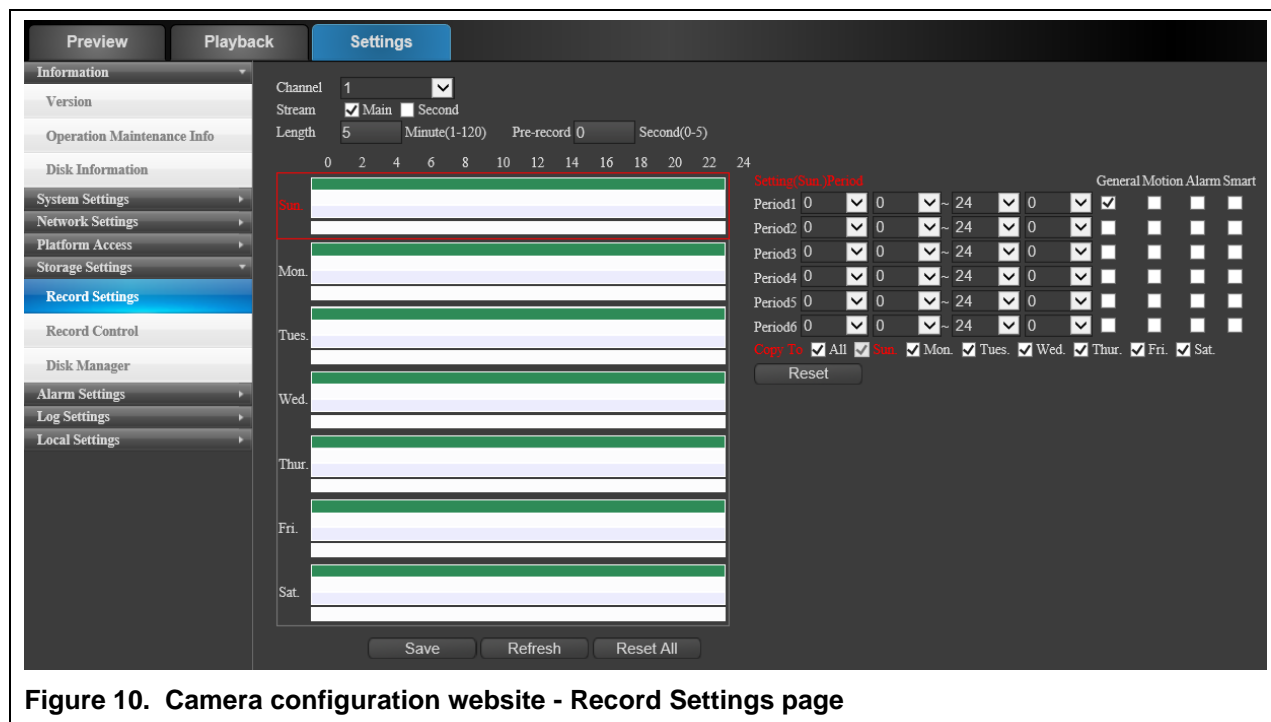 Preview Playback Settings
Information
Version
Operation Maintenance Info
Disk Information
System Settings
Network Settings
Platform Access
Storage Settings
Record Settings
Record Control
Disk Manager
Alarm Settings
Log Settings
Local Settings
Channel 1
Stream Main Second
Length 5 Minute(1-120) Pre-record 0 Second(0-5)
0 2 4 6 8 10 12 14 16 18 20 22 24
Sun.
Mon.
Tues.
Wed.
Thur.
Fri.
Sat.
Save Refresh Reset All
Setting(Sun.)Period General Motion Alarm Smart
Period1 0 0 ~ 24 0
Period2 0 0 ~ 24 0
Period3 0 0 ~ 24 0
Period4 0 0 ~ 24 0
Period5 0 0 ~ 24 0
Period6 0 0 ~ 24 0
Copy To All Sun. Mon. Tues. Wed. Thur. Fri. Sat.
Reset
Figure 10. Camera configuration website - Record Settings page